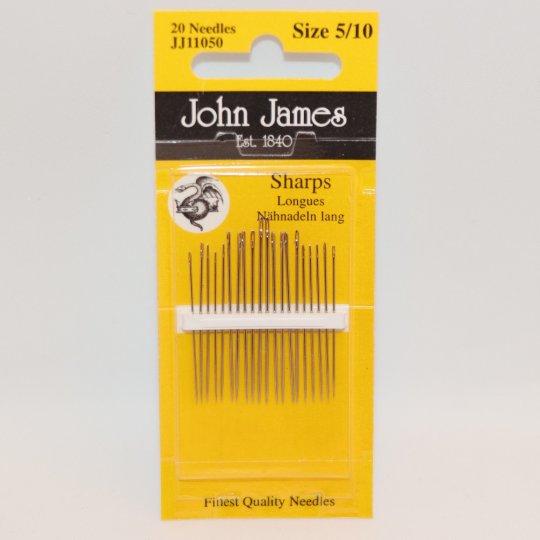 20 Needles
JJ11050
Size 5/10
John James
Est. 1840
Sharps
Longues
Nähnadeln lang
Finest Quality Needles